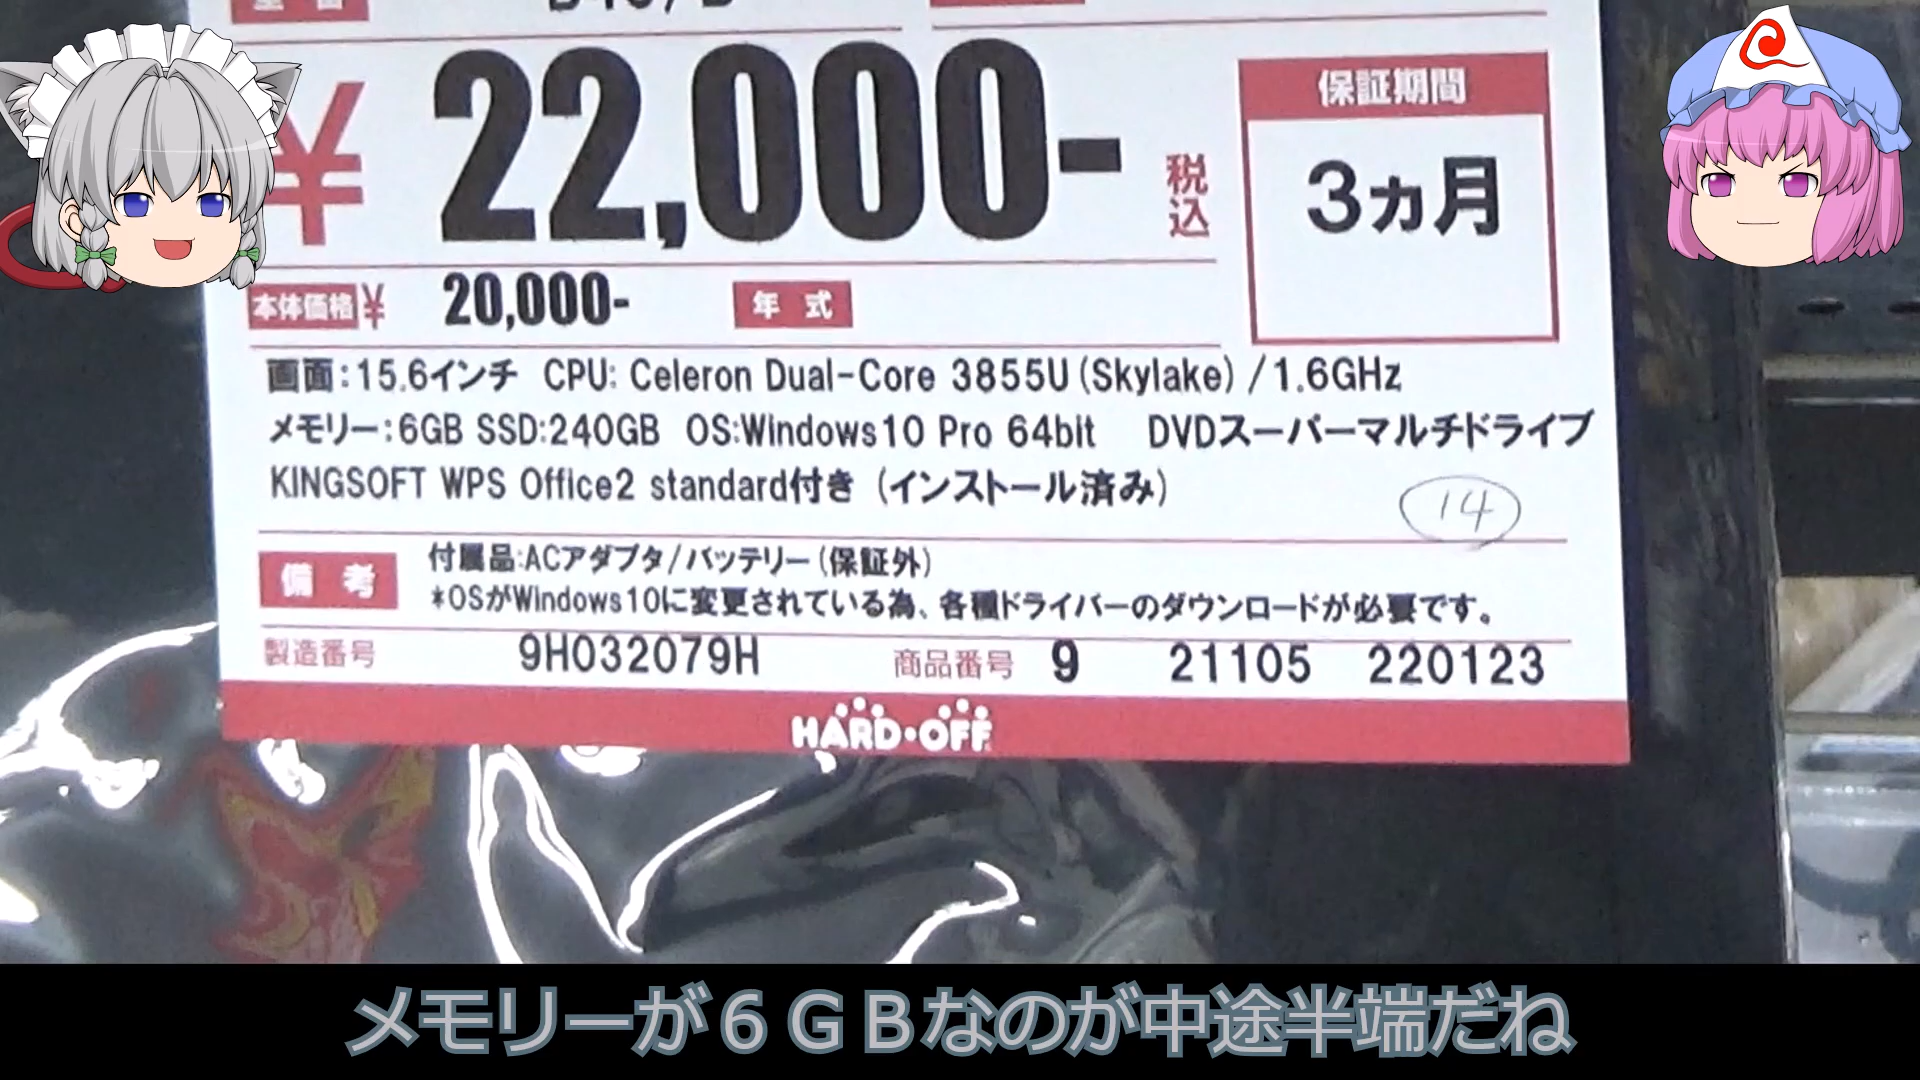 ¥ 22,000- 税込
保証期間
3ヵ月
本体価格 ¥ 20,000- 年式
画面:15.6インチ CPU: Celeron Dual-Core 3855U(Skylake) /1.6GHz
メモリー:6GB SSD:240GB OS:Windows10 Pro 64bit DVDスーパーマルチドライブ
KINGSOFT WPS Office2 standard付き (インストール済み)
14
備考
付属品:ACアダプタ/バッテリー(保証外)
*OSがWindows10に変更されている為、各種ドライバーのダウンロードが必要です。
製造番号 9H032079H 商品番号 9 21105 220123
HARD・OFF
メモリーが６ＧＢなのが中途半端だね